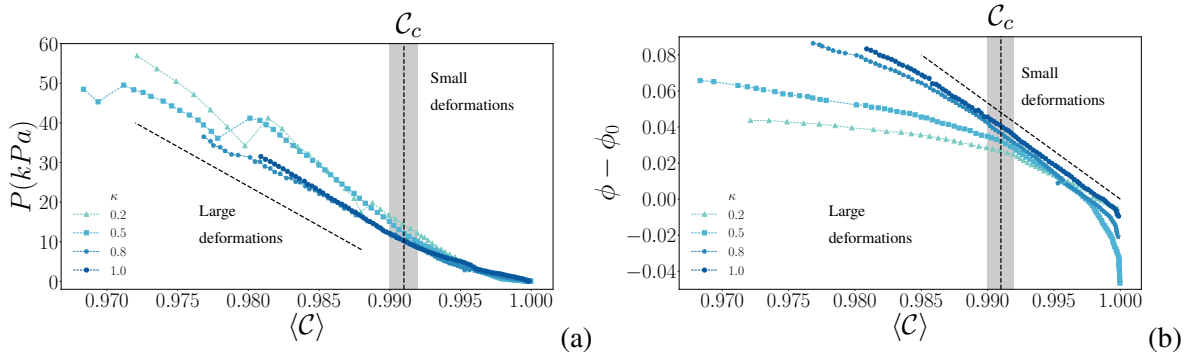 𝒞c
P(kPa)
60
50
40
30
20
10
0
Small
deformations
Large
deformations
κ
0.2
0.5
0.8
1.0
0.970 0.975 0.980 0.985 0.990 0.995 1.000
⟨𝒞⟩
(a)
𝒞c
ϕ − ϕ0
0.08
0.06
0.04
0.02
0.00
−0.02
−0.04
Small
deformations
Large
deformations
κ
0.2
0.5
0.8
1.0
0.970 0.975 0.980 0.985 0.990 0.995 1.000
⟨𝒞⟩
(b)